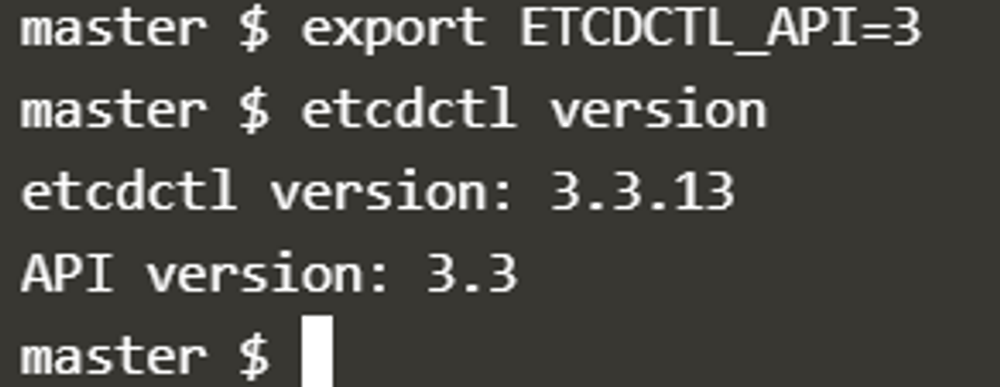 master $ export ETCDCTL_API=3
master $ etcdctl version
etcdctl version: 3.3.13
API version: 3.3
master $